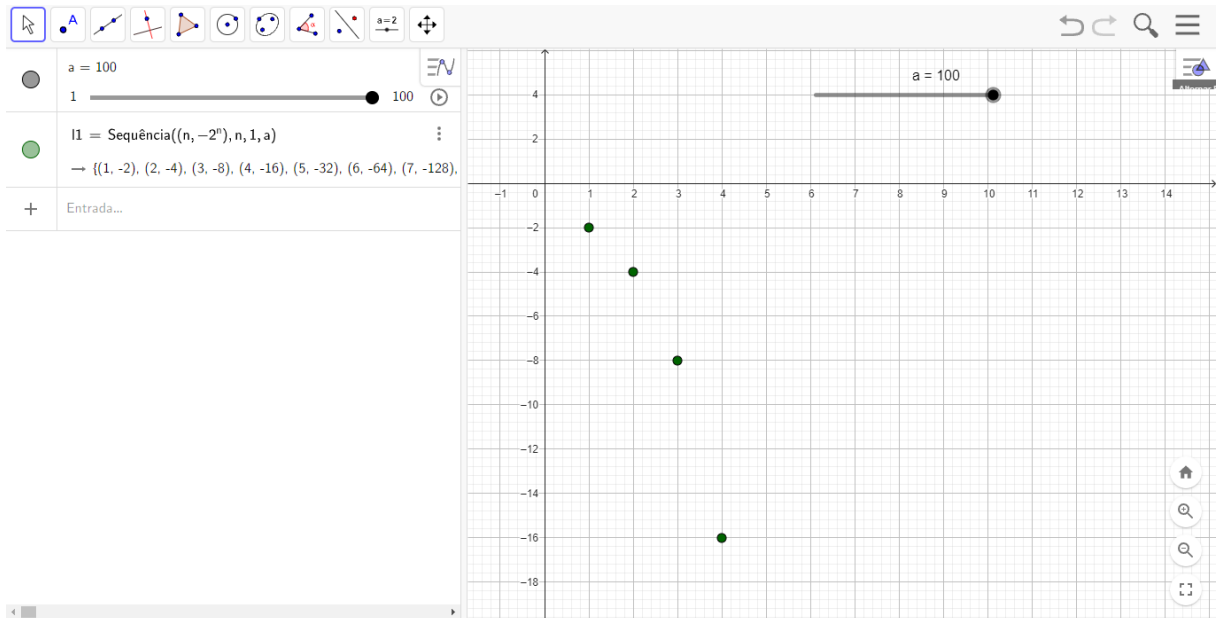 a=2
a = 100
1 100
l1 = Sequência((n, −2ⁿ), n, 1, a)
→ {(1, -2), (2, -4), (3, -8), (4, -16), (5, -32), (6, -64), (7, -128),
+ Entrada...
a = 100
4
2
−1 0 1 2 3 4 5 6 7 8 9 10 11 12 13 14
−2
−4
−6
−8
−10
−12
−14
−16
−18